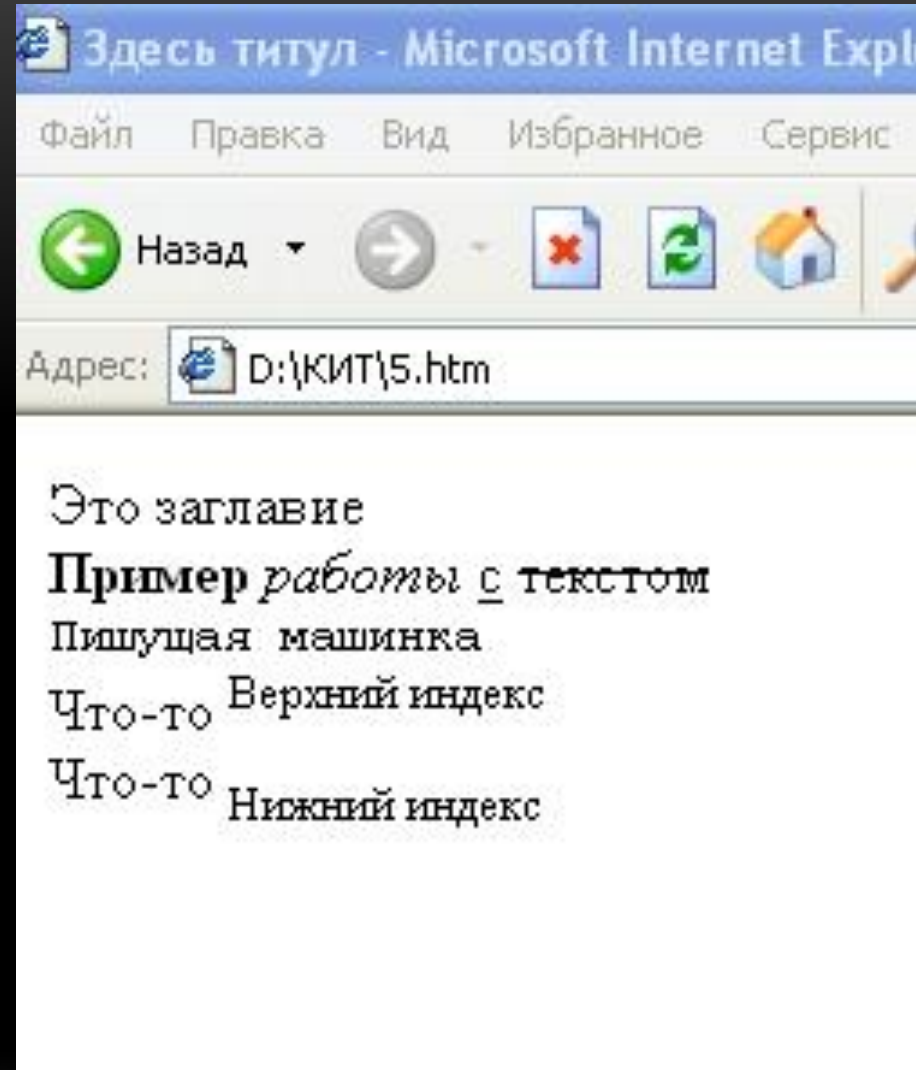 Здесь титул - Microsoft Internet Expl
Файл Правка Вид Избранное Сервис
Назад
Адрес: D:\КИТ\5.htm
Это заглавие
Пример работы с текстом
Пишущая машинка
Что-то Верхний индекс
Что-то Нижний индекс